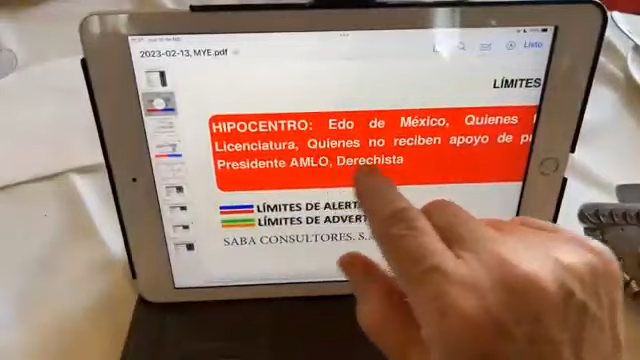 2023-02-13, MYE.pdf
Listo
LÍMITES
HIPOCENTRO: Edo de México, Quienes
Licenciatura, Quienes no reciben apoyo de
Presidente AMLO, Derechista
LÍMITES DE ALERTA
LÍMITES DE ADVER
SABA CONSULTORES. S.